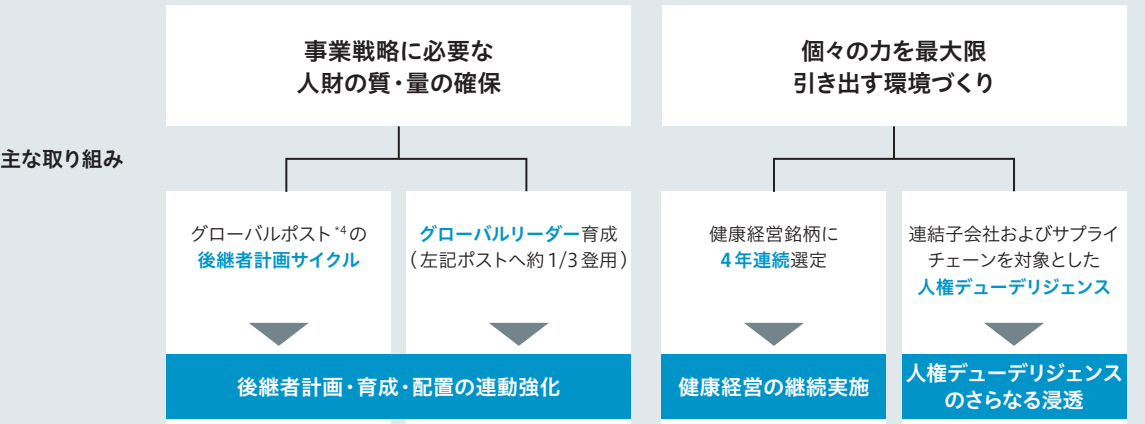 主な取り組み
事業戦略に必要な
人財の質・量の確保
グローバルポスト*4の
後継者計画サイクル
グローバルリーダー育成
(左記ポストへ約1/3登用)
後継者計画・育成・配置の連動強化
個々の力を最大限
引き出す環境づくり
健康経営銘柄に
4年連続選定
健康経営の継続実施
連結子会社およびサプライ
チェーンを対象とした
人権デューデリジェンス
人権デューデリジェンス
のさらなる浸透